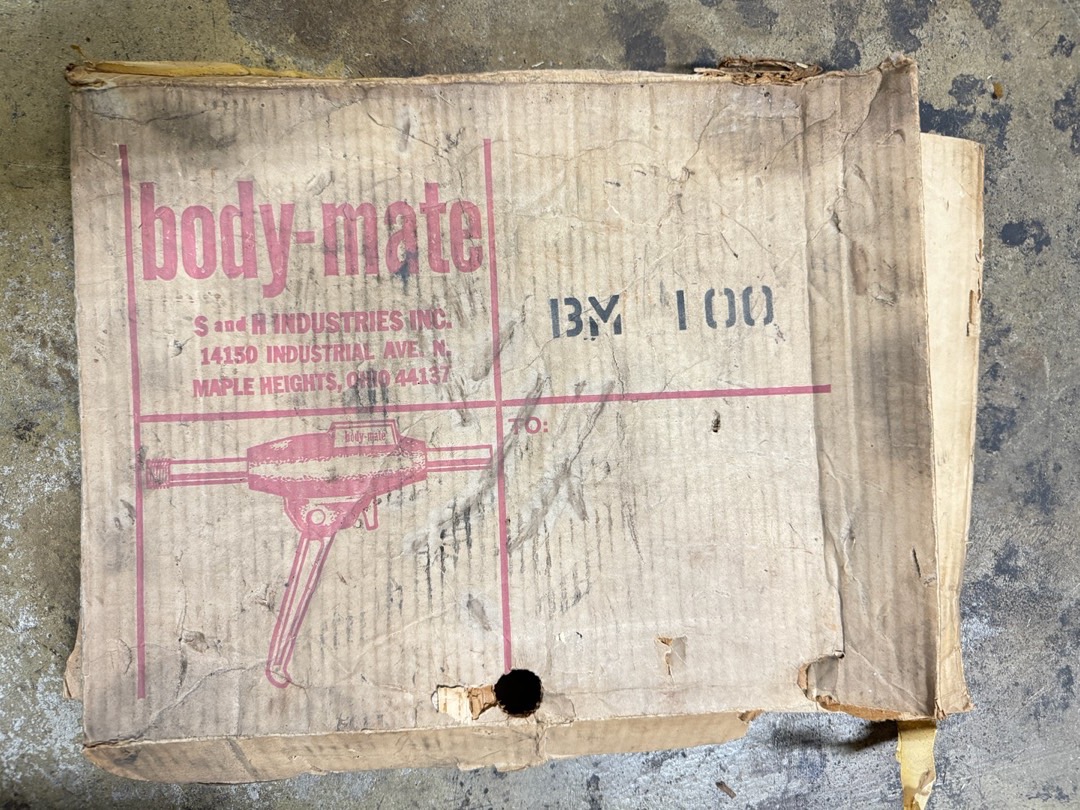 body-mate
S and H INDUSTRIES INC.
14150 INDUSTRIAL AVE. N.
MAPLE HEIGHTS, OHIO 44137
BM 100
body-mate
TO: